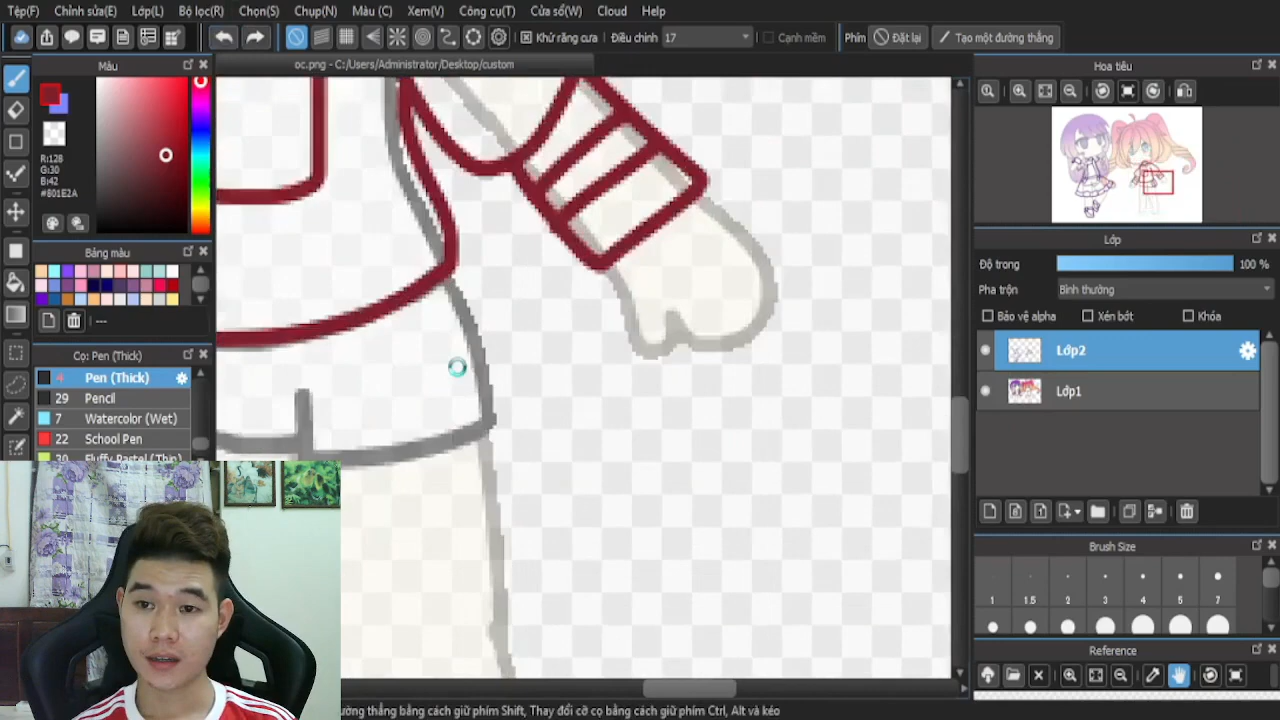 Tệp(F) Chỉnh sửa(E) Lớp(L) Bộ lọc(R) Chọn(S) Chụp(N) Màu (C) Xem(V) Công cụ(T) Cửa sổ(W) Cloud Help
Khử răng cưa Điều chỉnh 17 Cạnh mềm Phím Đặt lại Tạo một đường thẳng
Màu
oc.png - C:/Users/Administrator/Desktop/custom
Hoa tiêu
R:128
G:30
B:42
#801E2A
Bảng màu
---
Lớp
Độ trong 100 %
Pha trộn Bình thường
Bảo vệ alpha Xén bớt Khóa
Lớp2
Lớp1
Cọ: Pen (Thick)
4 Pen (Thick)
29 Pencil
7 Watercolor (Wet)
22 School Pen
30 Fluffy Pastel (Thin)
Brush Size
1 1.5 2 3 4 5 7
Reference
thẳng bằng cách giữ phím Shift, Thay đổi cỡ cọ bằng cách giữ phím Ctrl, Alt và kéo